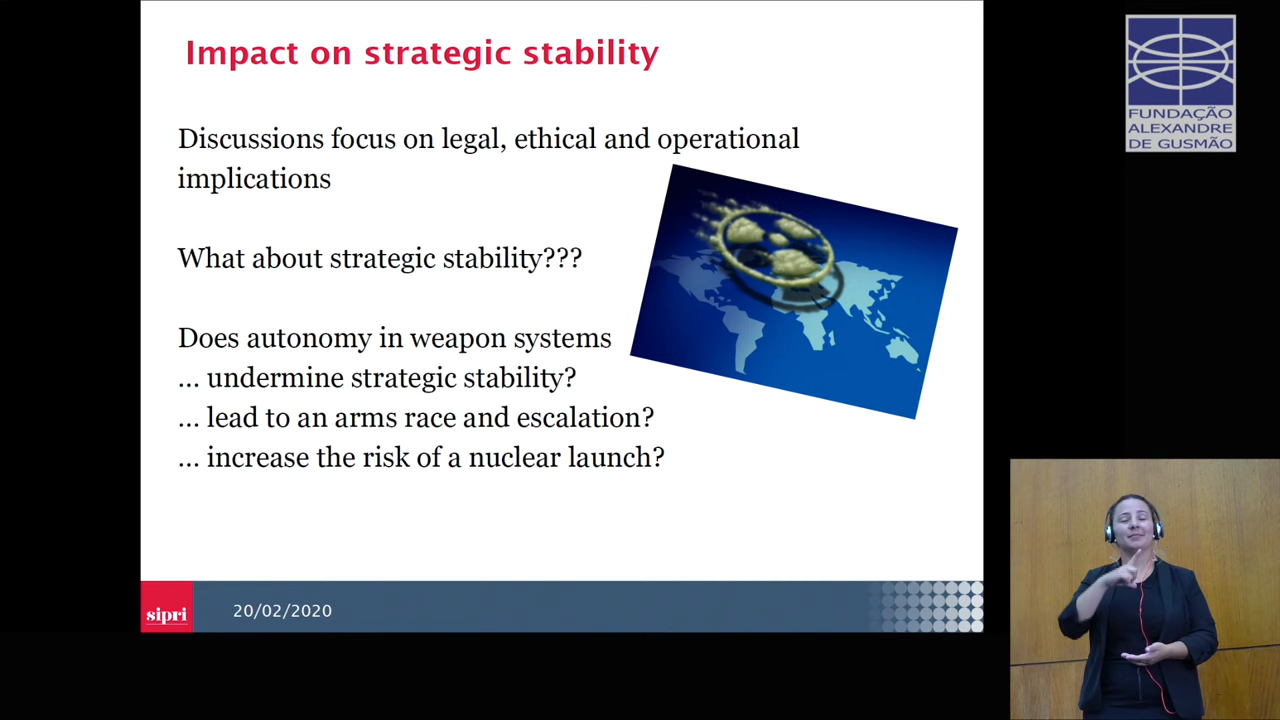 Impact on strategic stability
Discussions focus on legal, ethical and operational
implications
What about strategic stability???
Does autonomy in weapon systems
... undermine strategic stability?
... lead to an arms race and escalation?
... increase the risk of a nuclear launch?
sipri
20/02/2020
FUNDAÇÃO
ALEXANDRE
DE GUSMÃO